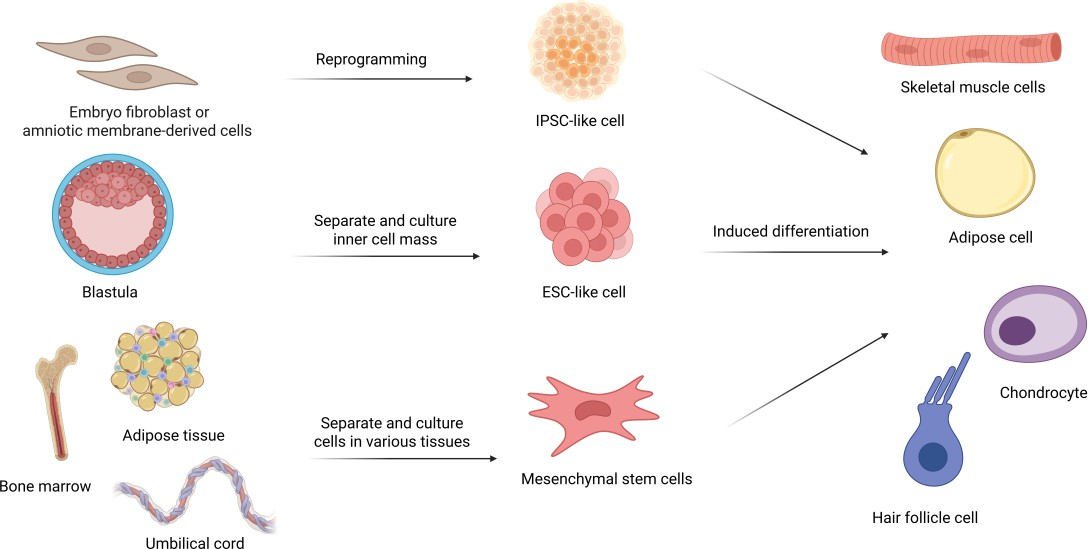 Embryo fibroblast or
amniotic membrane-derived cells
Reprogramming
IPSC-like cell
Skeletal muscle cells
Blastula
Separate and culture
inner cell mass
ESC-like cell
Induced differentiation
Adipose cell
Chondrocyte
Adipose tissue
Bone marrow
Umbilical cord
Separate and culture
cells in various tissues
Mesenchymal stem cells
Hair follicle cell